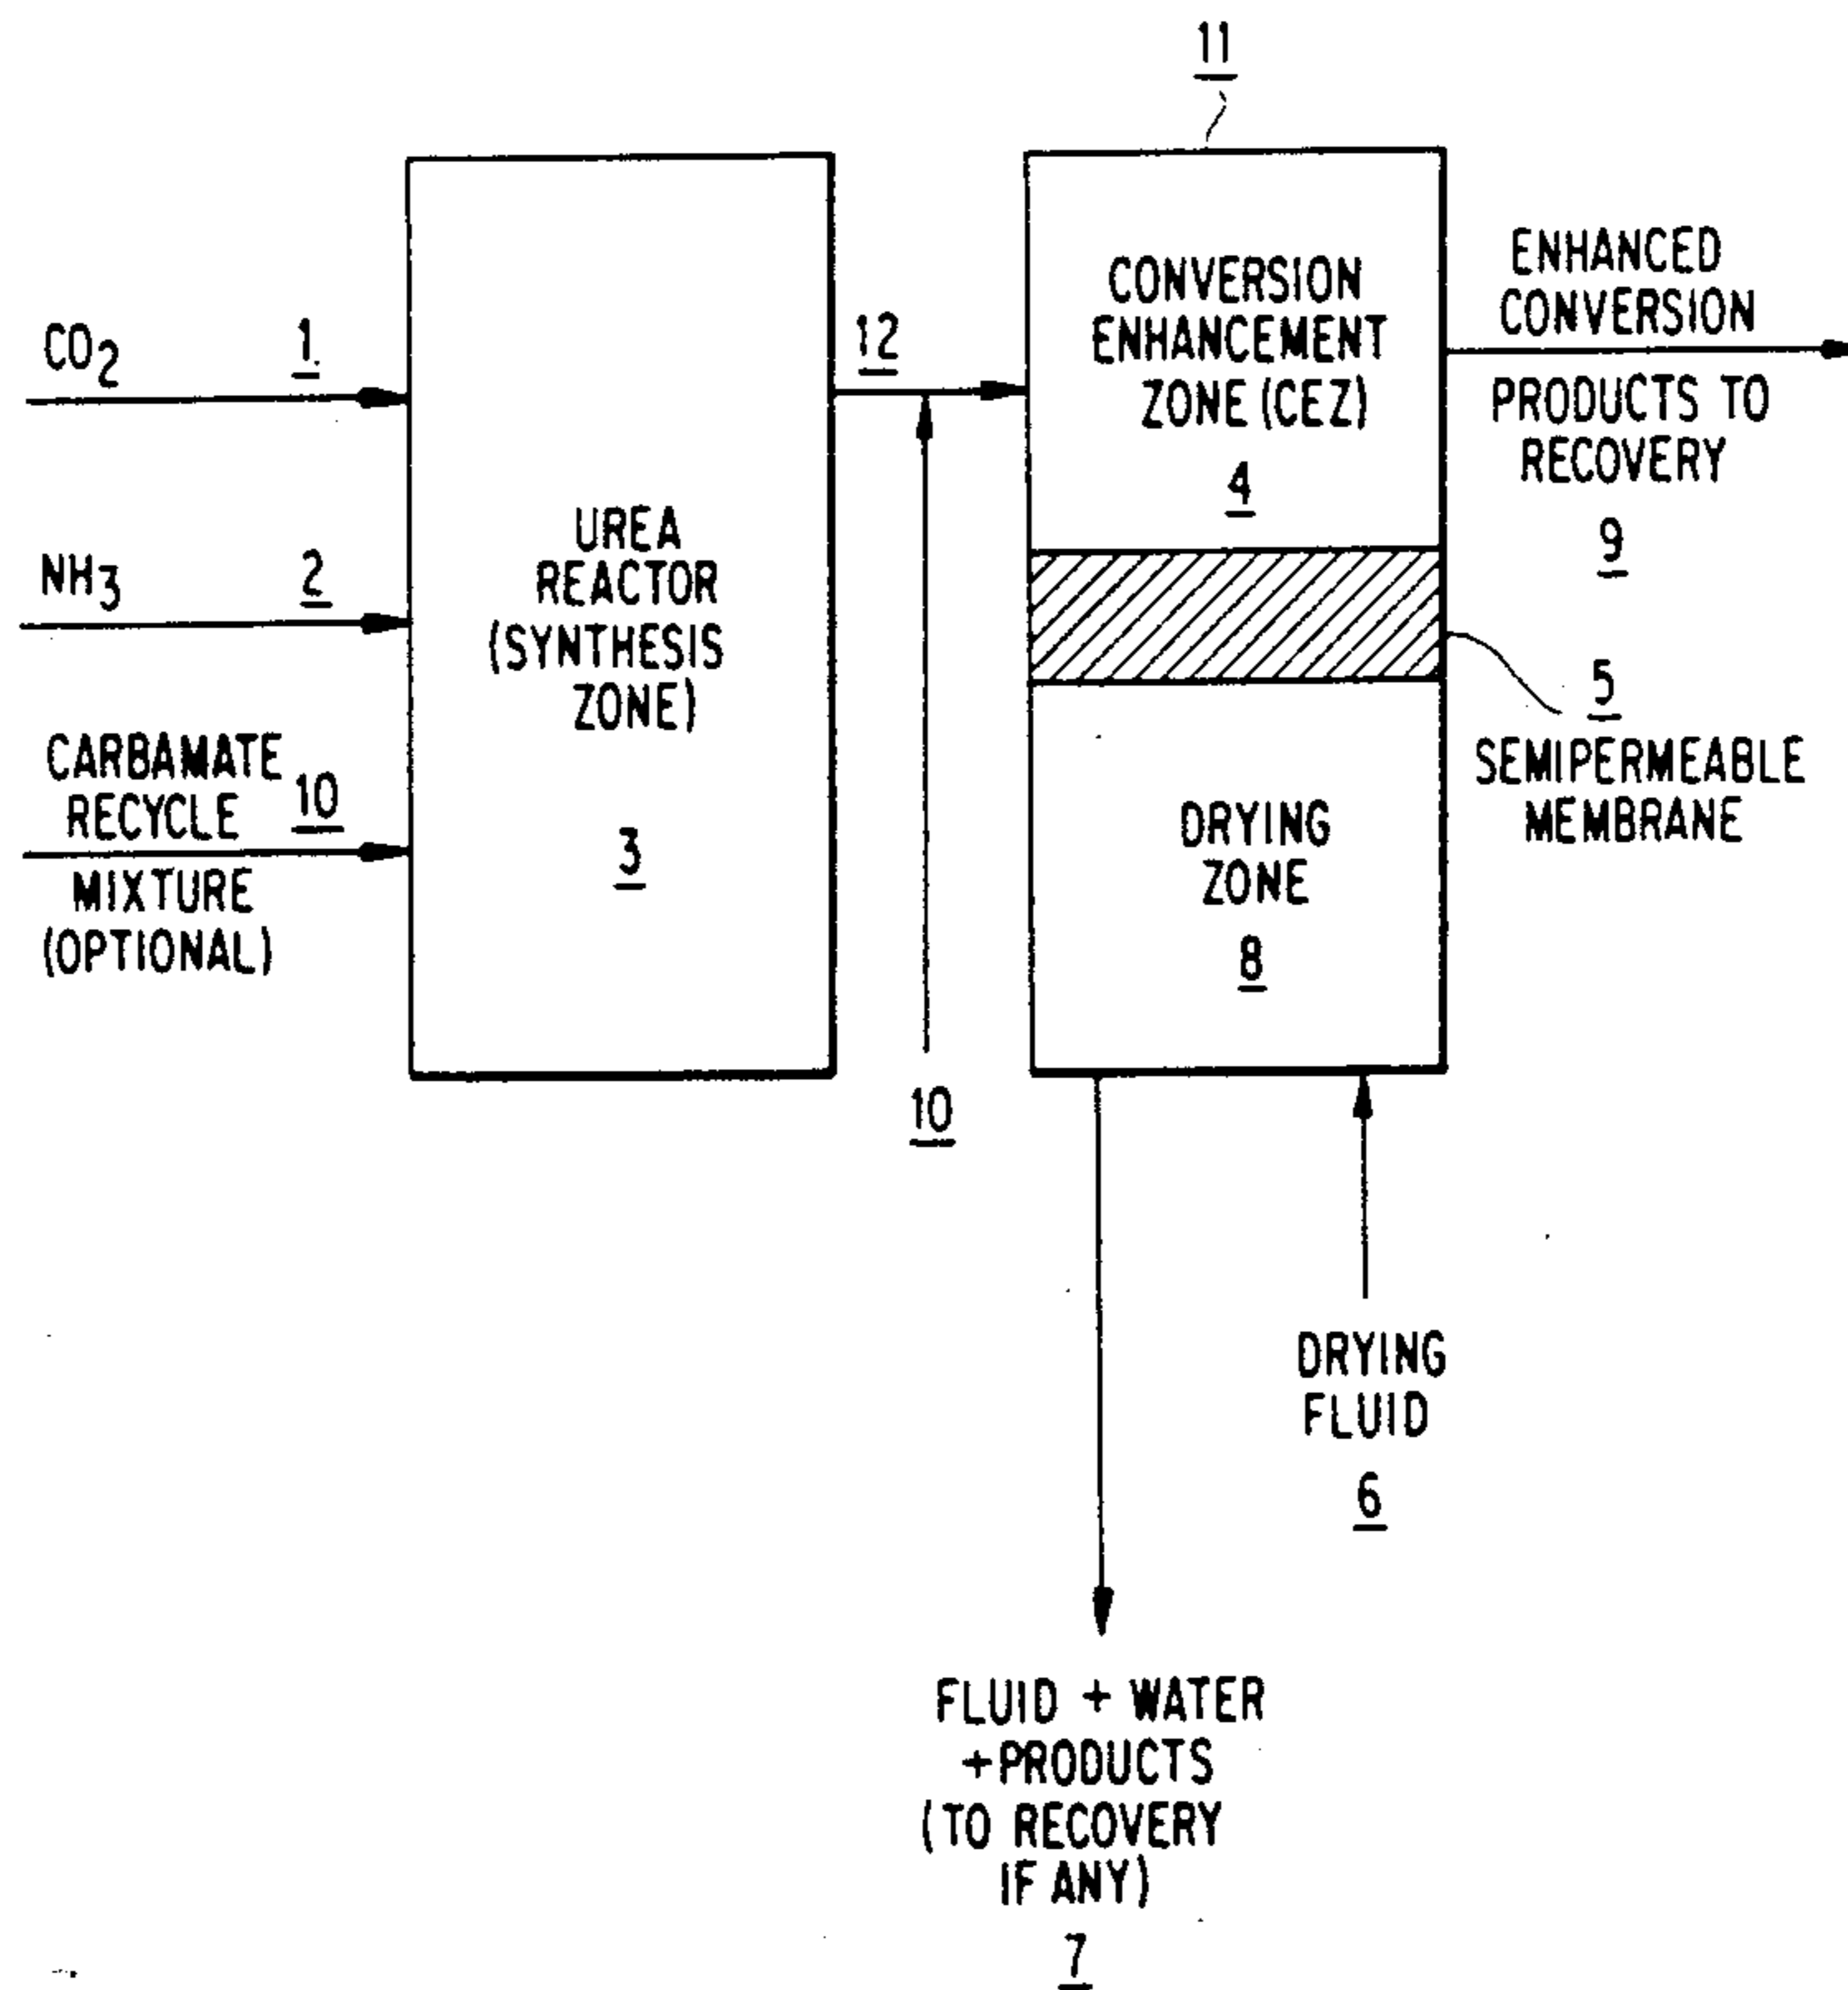 11
CO2
1
NH3
2
CARBAMATE
RECYCLE
10
MIXTURE
(OPTIONAL)
UREA
REACTOR
(SYNTHESIS
ZONE)
3
12
10
CONVERSION
ENHANCEMENT
ZONE (CEZ)
4
ENHANCED
CONVERSION
PRODUCTS TO
RECOVERY
9
5
SEMIPERMEABLE
MEMBRANE
DRYING
ZONE
8
DRYING
FLUID
6
FLUID + WATER
+PRODUCTS
(TO RECOVERY
IF ANY)
7